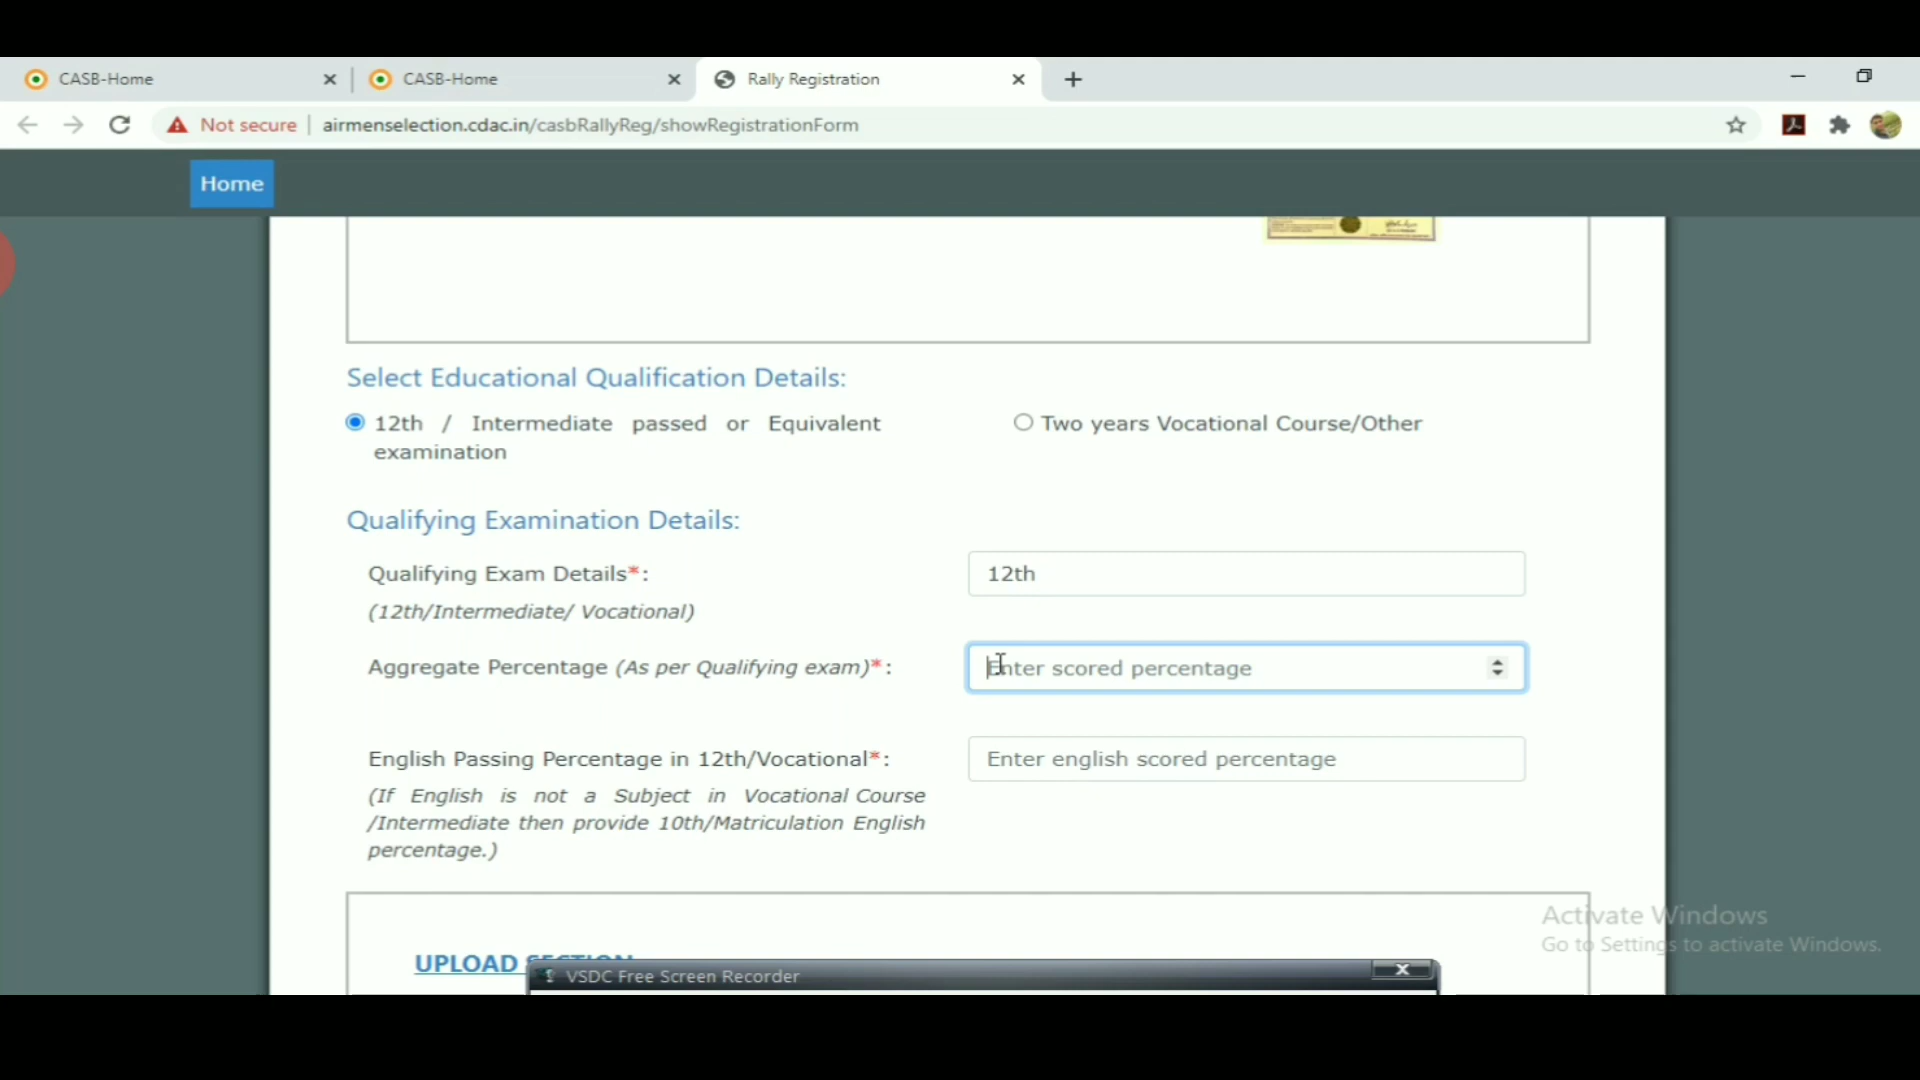 CASB-Home
CASB-Home
Rally Registration
Not secure
airmenselection.cdac.in/casbRallyReg/showRegistrationForm
Home
Select Educational Qualification Details:
12th / Intermediate passed or Equivalent
examination
Two years Vocational Course/Other
Qualifying Examination Details:
Qualifying Exam Details*:
12th
(12th/Intermediate/ Vocational)
Aggregate Percentage (As per Qualifying exam)*:
Enter scored percentage
English Passing Percentage in 12th/Vocational*:
Enter english scored percentage
(If English is not a Subject in Vocational Course
/Intermediate then provide 10th/Matriculation English
percentage.)
Activate Windows
Go to Settings to activate Windows.
UPLOAD SECTION
VSDC Free Screen Recorder